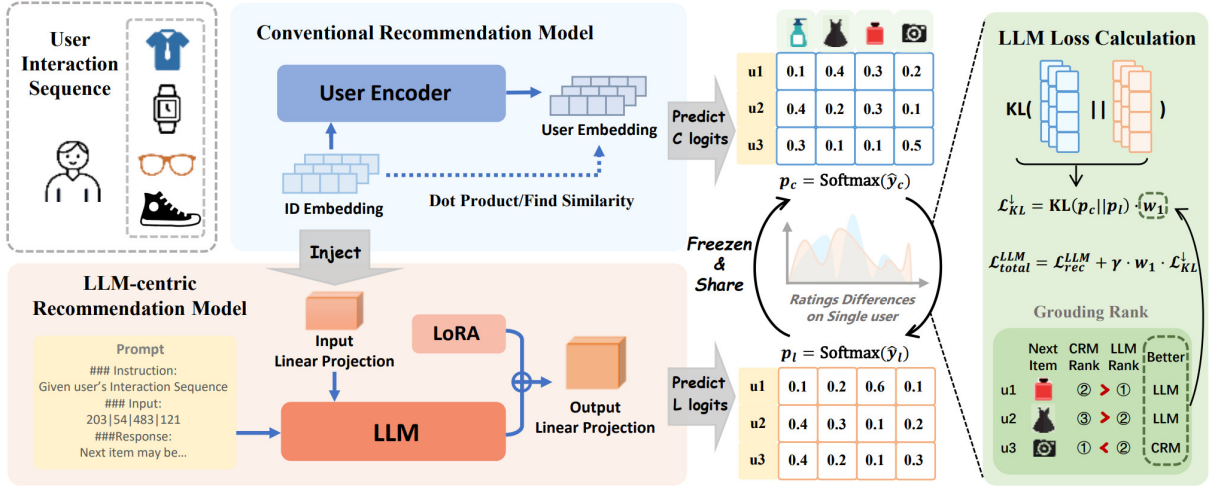 User
Interaction
Sequence
Conventional Recommendation Model
User Encoder
User Embedding
ID Embedding
Dot Product/Find Similarity
Inject
LLM-centric
Recommendation Model
Prompt
### Instruction:
Given user's Interaction Sequence
### Input:
203|54|483|121
###Response:
Next item may be...
Input
Linear Projection
LoRA
LLM
Output
Linear Projection
Predict
C logits
Predict
L logits
u1 0.1 0.4 0.3 0.2
u2 0.4 0.2 0.3 0.1
u3 0.3 0.1 0.1 0.5
p_c = Softmax(ŷ_c)
Freezen
&
Share
Ratings Differences
on Single user
p_l = Softmax(ŷ_l)
u1 0.1 0.2 0.6 0.1
u2 0.4 0.3 0.1 0.2
u3 0.4 0.2 0.1 0.3
LLM Loss Calculation
KL( || )
ℒ↓_KL = KL(p_c||p_l) · w_1
ℒ^LLM_total = ℒ^LLM_rec + γ · w_1 · ℒ↓_KL
Grouding Rank
Next Item CRM Rank LLM Rank Better
u1 ② > ① LLM
u2 ③ > ② LLM
u3 ① < ② CRM